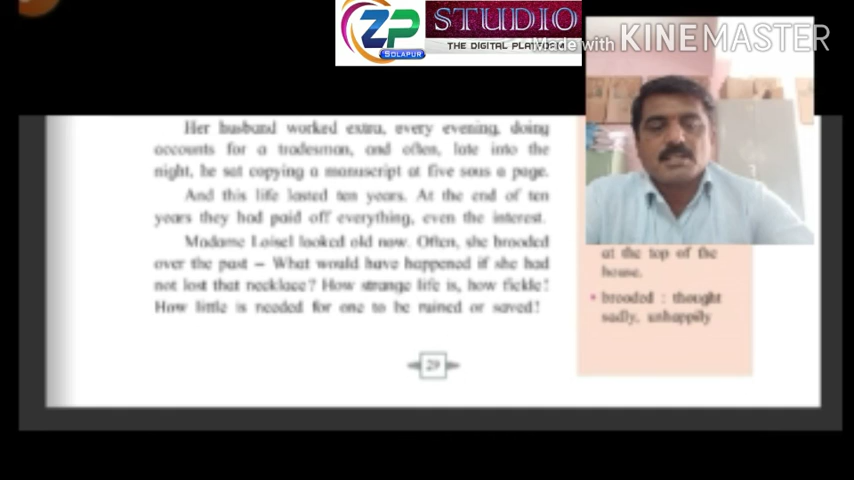 ZP
SOLAPUR
STUDIO
THE DIGITAL PLATFORM
Made with KINEMASTER
Her husband worked extra, every evening, doing
accounts for a tradesman, and often, late into the
night, he sat copying a manuscript at five sous a page.
And this life lasted ten years. At the end of ten
years they had paid off everything, even the interest.
Madame Loisel looked old now. Often, she brooded
over the past – What would have happened if she had
not lost that necklace? How strange life is, how fickle!
How little is needed for one to be ruined or saved!
at the top of the
house.
• brooded : thought
sadly, unhappily
29